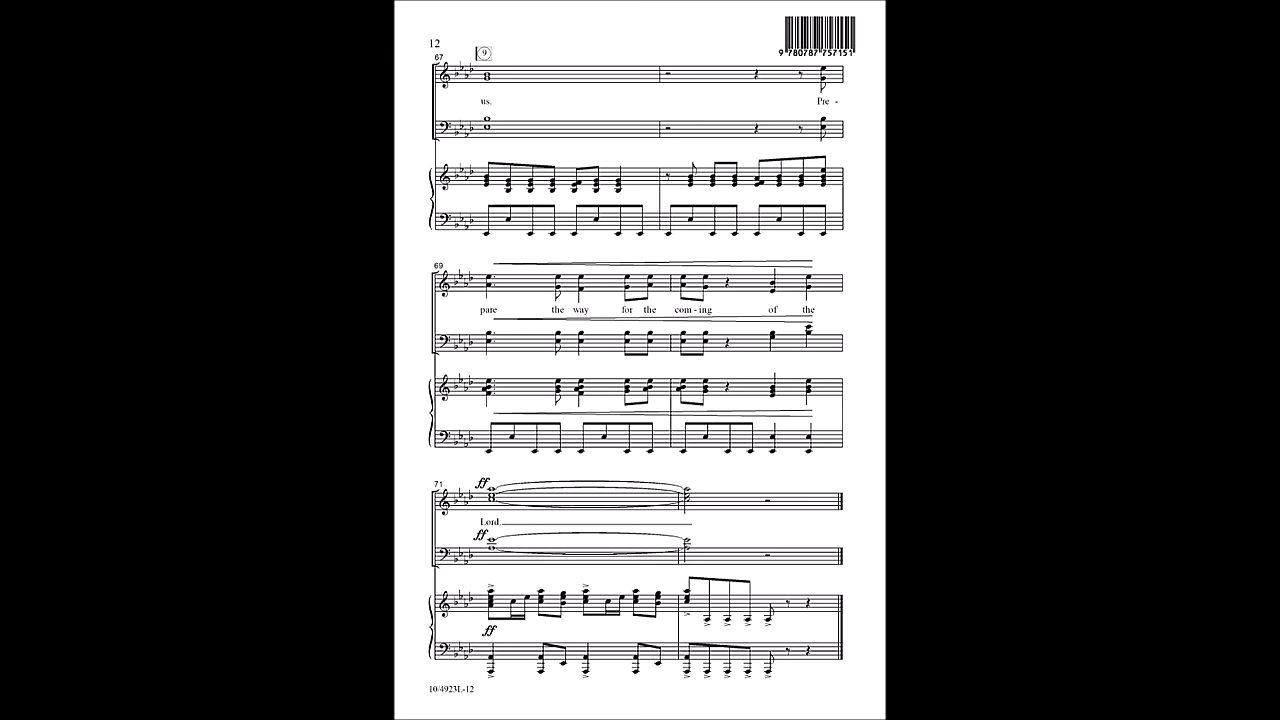 12
9 780787 757151
67
9
us. Pre -
69
pare the way for the com - ing of the
71
ff
Lord.
ff
ff
10/4923L-12